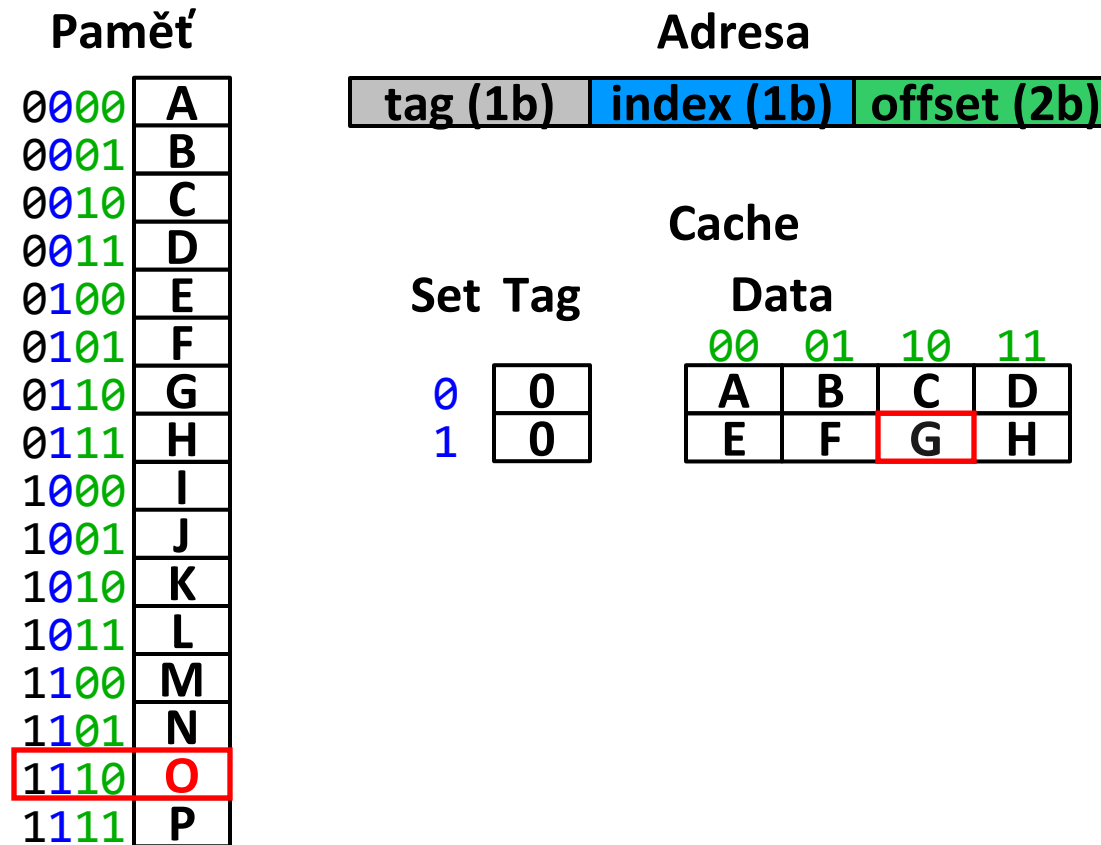 Paměť
0000 A
0001 B
0010 C
0011 D
0100 E
0101 F
0110 G
0111 H
1000 I
1001 J
1010 K
1011 L
1100 M
1101 N
1110 O
1111 P
Adresa
tag (1b) index (1b) offset (2b)
Cache
Set Tag Data
00 01 10 11
0 0 A B C D
1 0 E F G H